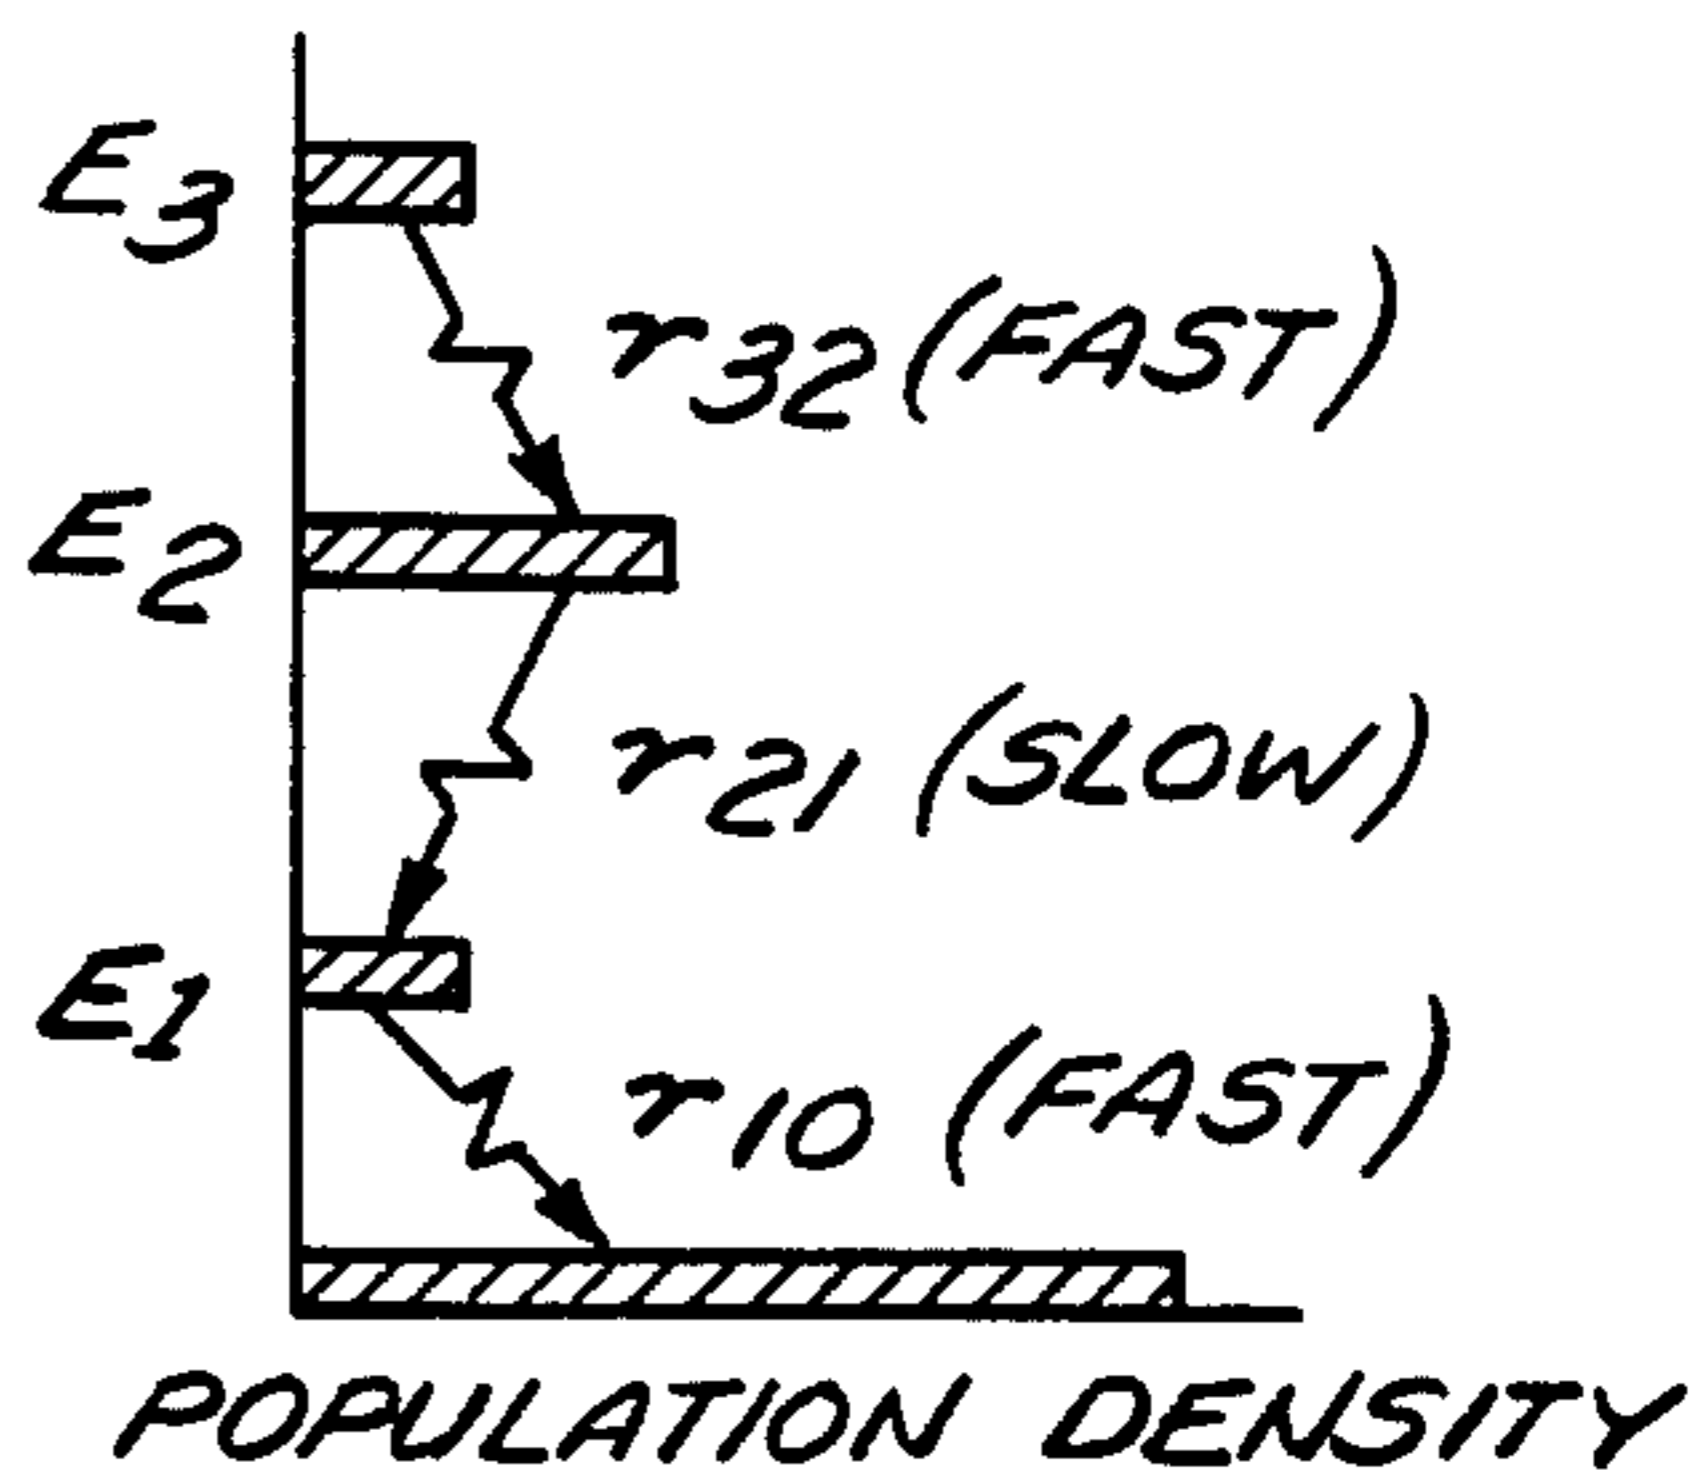 E3
r32 (FAST)
E2
r21 (SLOW)
E1
r10 (FAST)
POPULATION DENSITY